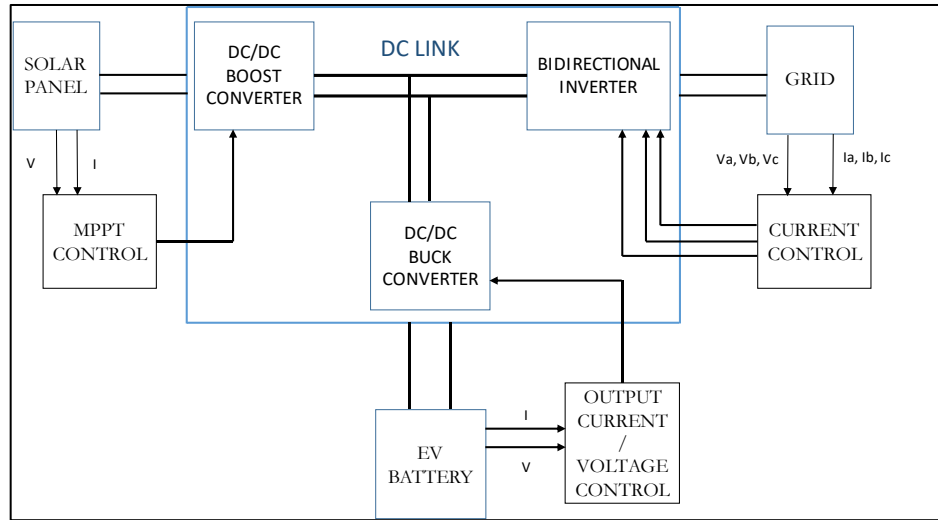 SOLAR
PANEL
DC/DC
BOOST
CONVERTER
DC LINK
BIDIRECTIONAL
INVERTER
GRID
V
I
Va, Vb, Vc
Ia, Ib, Ic
MPPT
CONTROL
DC/DC
BUCK
CONVERTER
CURRENT
CONTROL
EV
BATTERY
I
V
OUTPUT
CURRENT
/
VOLTAGE
CONTROL